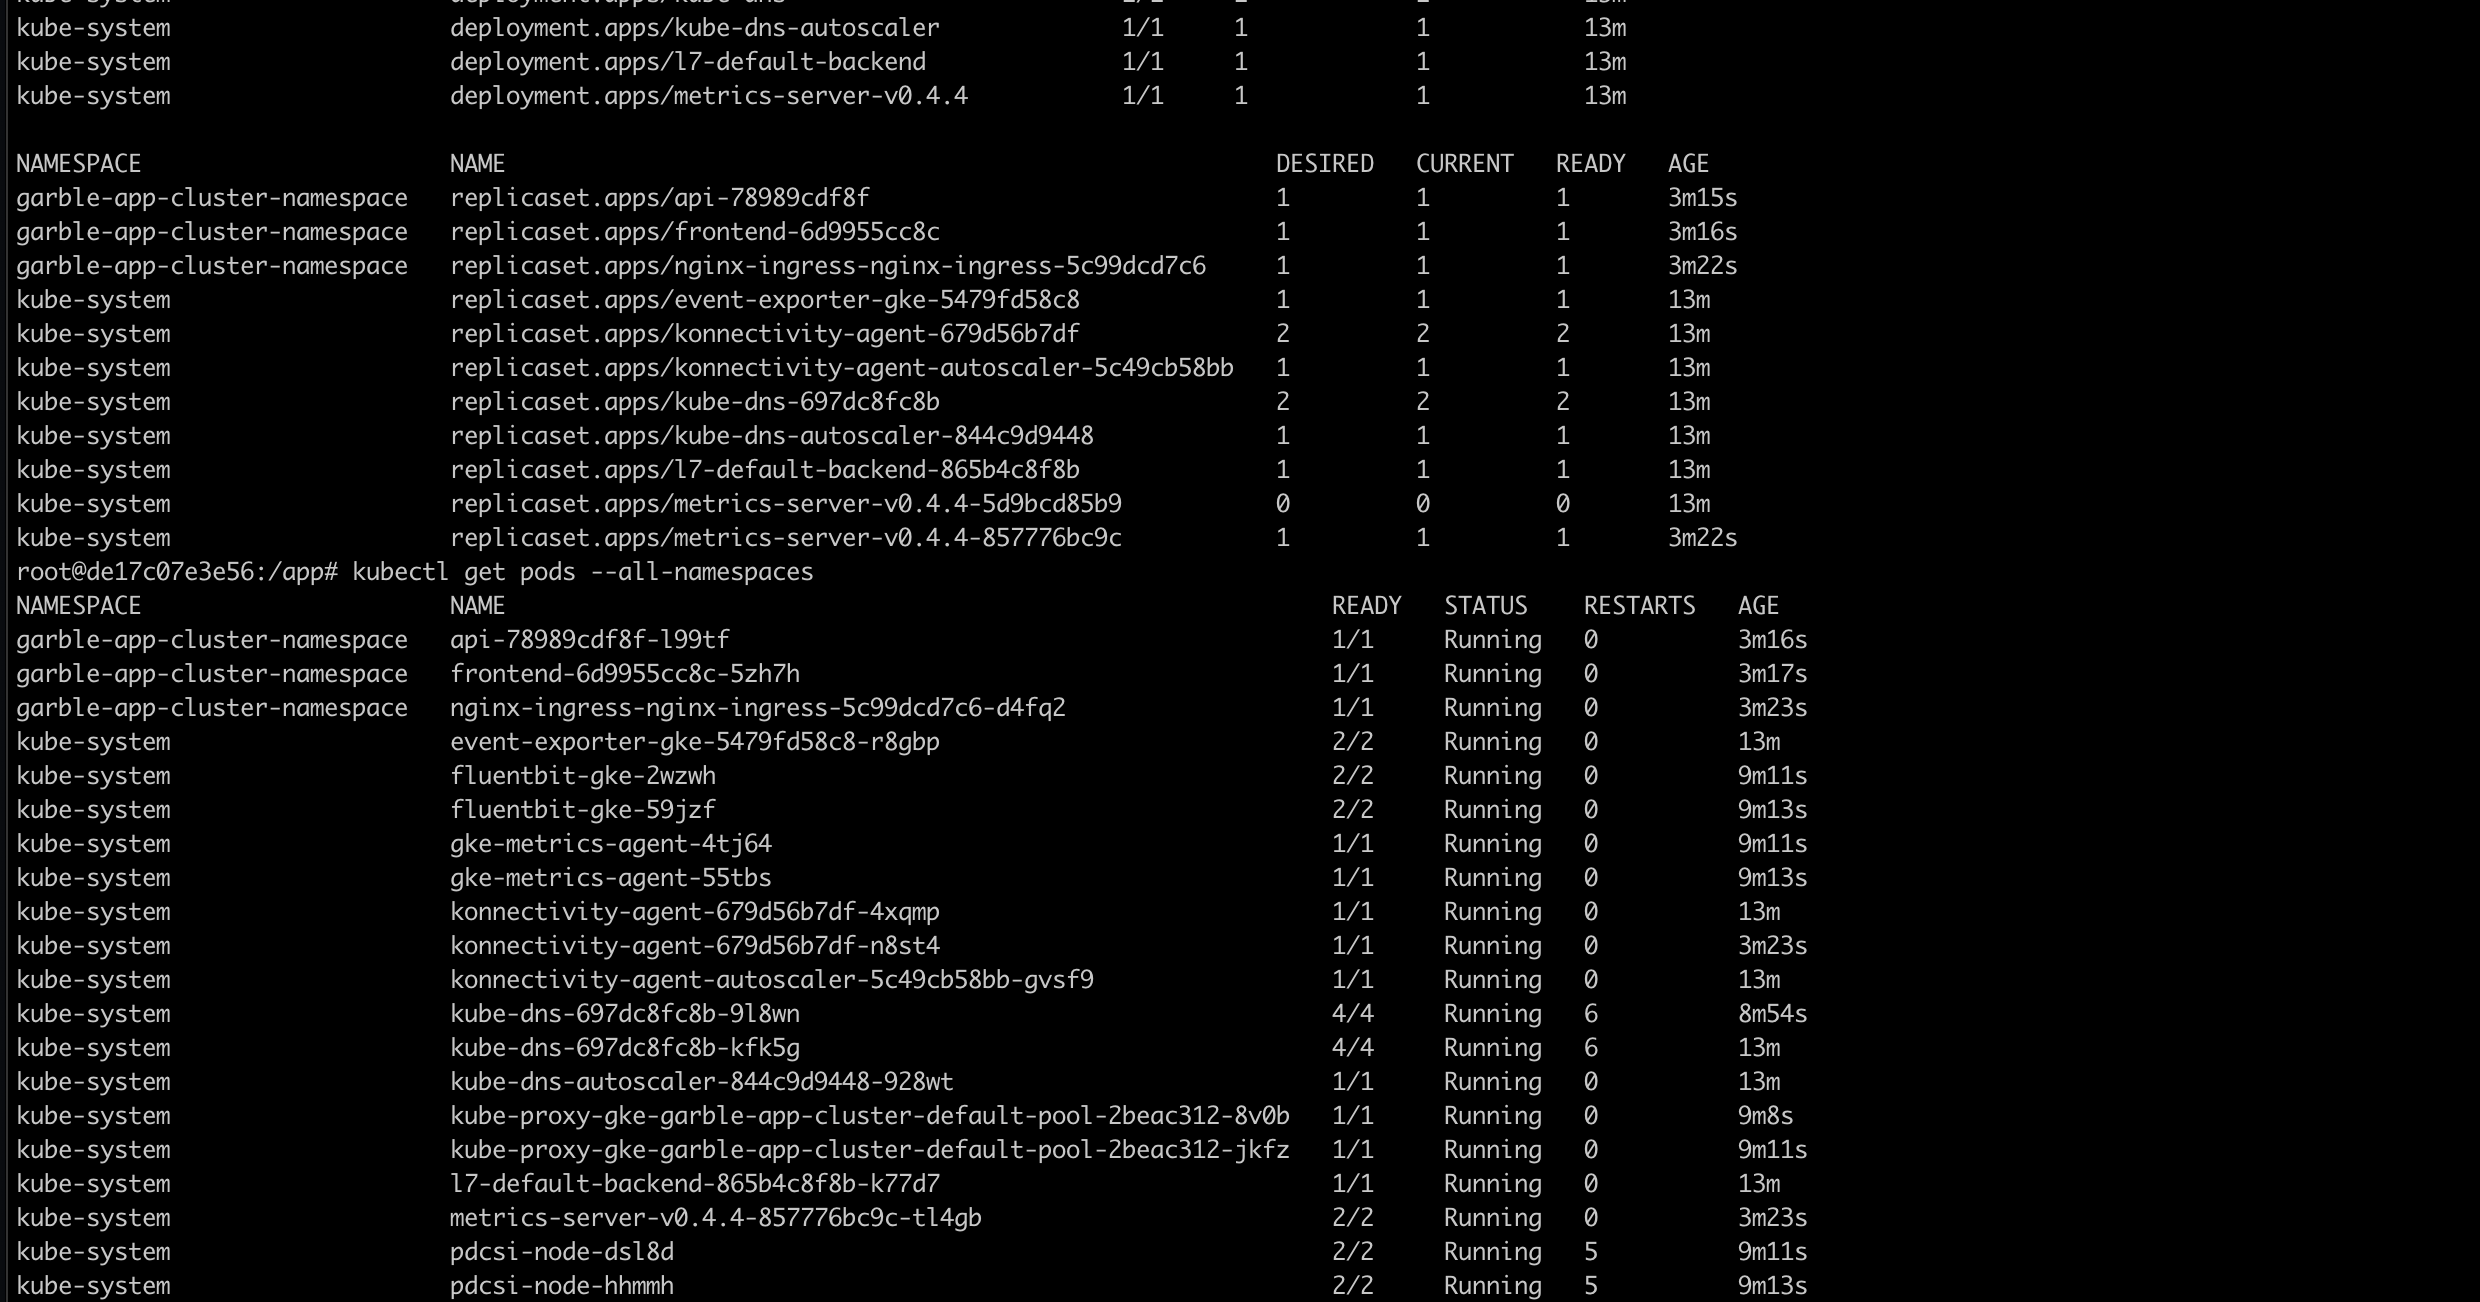 kube-system deployment.apps/kube-dns 1/1 1 1 13m
kube-system deployment.apps/kube-dns-autoscaler 1/1 1 1 13m
kube-system deployment.apps/l7-default-backend 1/1 1 1 13m
kube-system deployment.apps/metrics-server-v0.4.4 1/1 1 1 13m
NAMESPACE NAME DESIRED CURRENT READY AGE
garble-app-cluster-namespace replicaset.apps/api-78989cdf8f 1 1 1 3m15s
garble-app-cluster-namespace replicaset.apps/frontend-6d9955cc8c 1 1 1 3m16s
garble-app-cluster-namespace replicaset.apps/nginx-ingress-nginx-ingress-5c99dcd7c6 1 1 1 3m22s
kube-system replicaset.apps/event-exporter-gke-5479fd58c8 1 1 1 13m
kube-system replicaset.apps/konnectivity-agent-679d56b7df 2 2 2 13m
kube-system replicaset.apps/konnectivity-agent-autoscaler-5c49cb58bb 1 1 1 13m
kube-system replicaset.apps/kube-dns-697dc8fc8b 2 2 2 13m
kube-system replicaset.apps/kube-dns-autoscaler-844c9d9448 1 1 1 13m
kube-system replicaset.apps/l7-default-backend-865b4c8f8b 1 1 1 13m
kube-system replicaset.apps/metrics-server-v0.4.4-5d9bcd85b9 0 0 0 13m
kube-system replicaset.apps/metrics-server-v0.4.4-857776bc9c 1 1 1 3m22s
root@de17c07e3e56:/app# kubectl get pods --all-namespaces
NAMESPACE NAME READY STATUS RESTARTS AGE
garble-app-cluster-namespace api-78989cdf8f-l99tf 1/1 Running 0 3m16s
garble-app-cluster-namespace frontend-6d9955cc8c-5zh7h 1/1 Running 0 3m17s
garble-app-cluster-namespace nginx-ingress-nginx-ingress-5c99dcd7c6-d4fq2 1/1 Running 0 3m23s
kube-system event-exporter-gke-5479fd58c8-r8gbp 2/2 Running 0 13m
kube-system fluentbit-gke-2wzwh 2/2 Running 0 9m11s
kube-system fluentbit-gke-59jzf 2/2 Running 0 9m13s
kube-system gke-metrics-agent-4tj64 1/1 Running 0 9m11s
kube-system gke-metrics-agent-55tbs 1/1 Running 0 9m13s
kube-system konnectivity-agent-679d56b7df-4xqmp 1/1 Running 0 13m
kube-system konnectivity-agent-679d56b7df-n8st4 1/1 Running 0 3m23s
kube-system konnectivity-agent-autoscaler-5c49cb58bb-gvsf9 1/1 Running 0 13m
kube-system kube-dns-697dc8fc8b-9l8wn 4/4 Running 6 8m54s
kube-system kube-dns-697dc8fc8b-kfk5g 4/4 Running 6 13m
kube-system kube-dns-autoscaler-844c9d9448-928wt 1/1 Running 0 13m
kube-system kube-proxy-gke-garble-app-cluster-default-pool-2beac312-8v0b 1/1 Running 0 9m8s
kube-system kube-proxy-gke-garble-app-cluster-default-pool-2beac312-jkfz 1/1 Running 0 9m11s
kube-system l7-default-backend-865b4c8f8b-k77d7 1/1 Running 0 13m
kube-system metrics-server-v0.4.4-857776bc9c-tl4gb 2/2 Running 0 3m23s
kube-system pdcsi-node-dsl8d 2/2 Running 5 9m11s
kube-system pdcsi-node-hhmmh 2/2 Running 5 9m13s